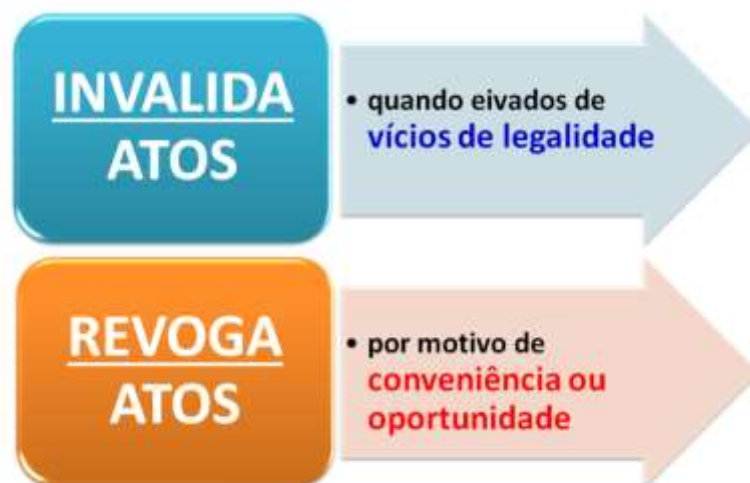 INVALIDA
ATOS
• quando eivados de
vícios de legalidade
REVOGA
ATOS
• por motivo de
conveniência ou
oportunidade